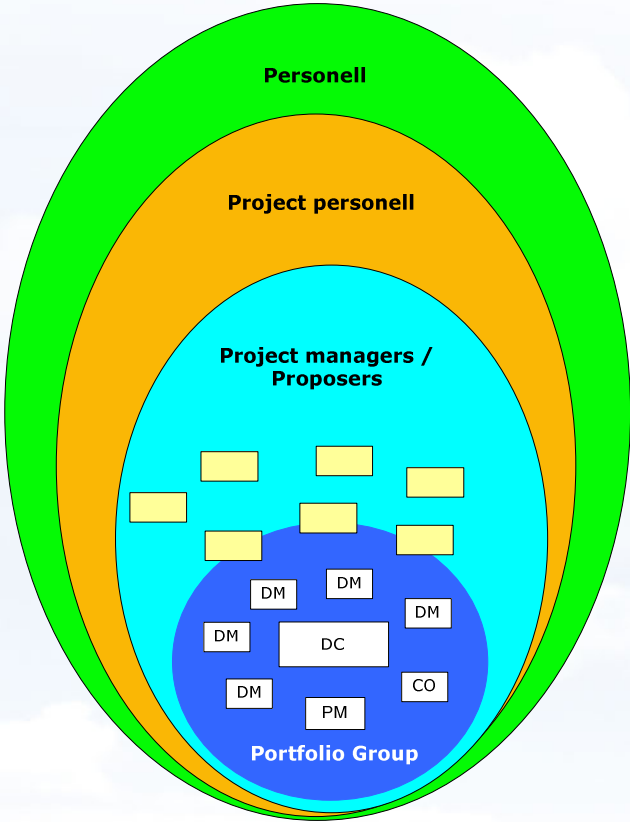 Personell
Project personell
Project managers /
Proposers
DM
DM
DM
DM
DC
DM
CO
PM
Portfolio Group